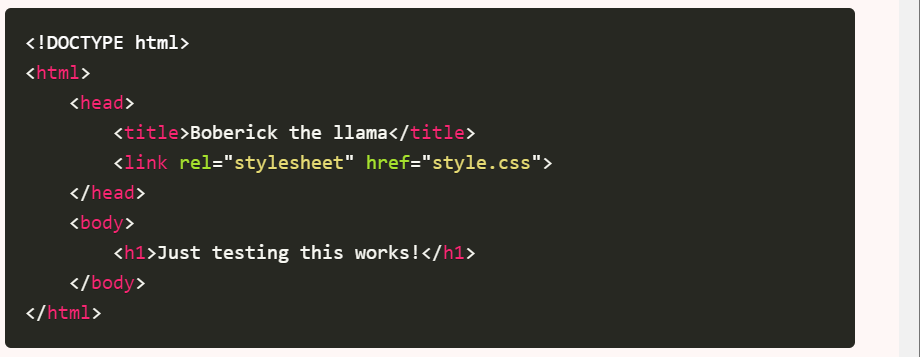 <!DOCTYPE html>
<html>
    <head>
        <title>Boberick the llama</title>
        <link rel="stylesheet" href="style.css">
    </head>
    <body>
        <h1>Just testing this works!</h1>
    </body>
</html>